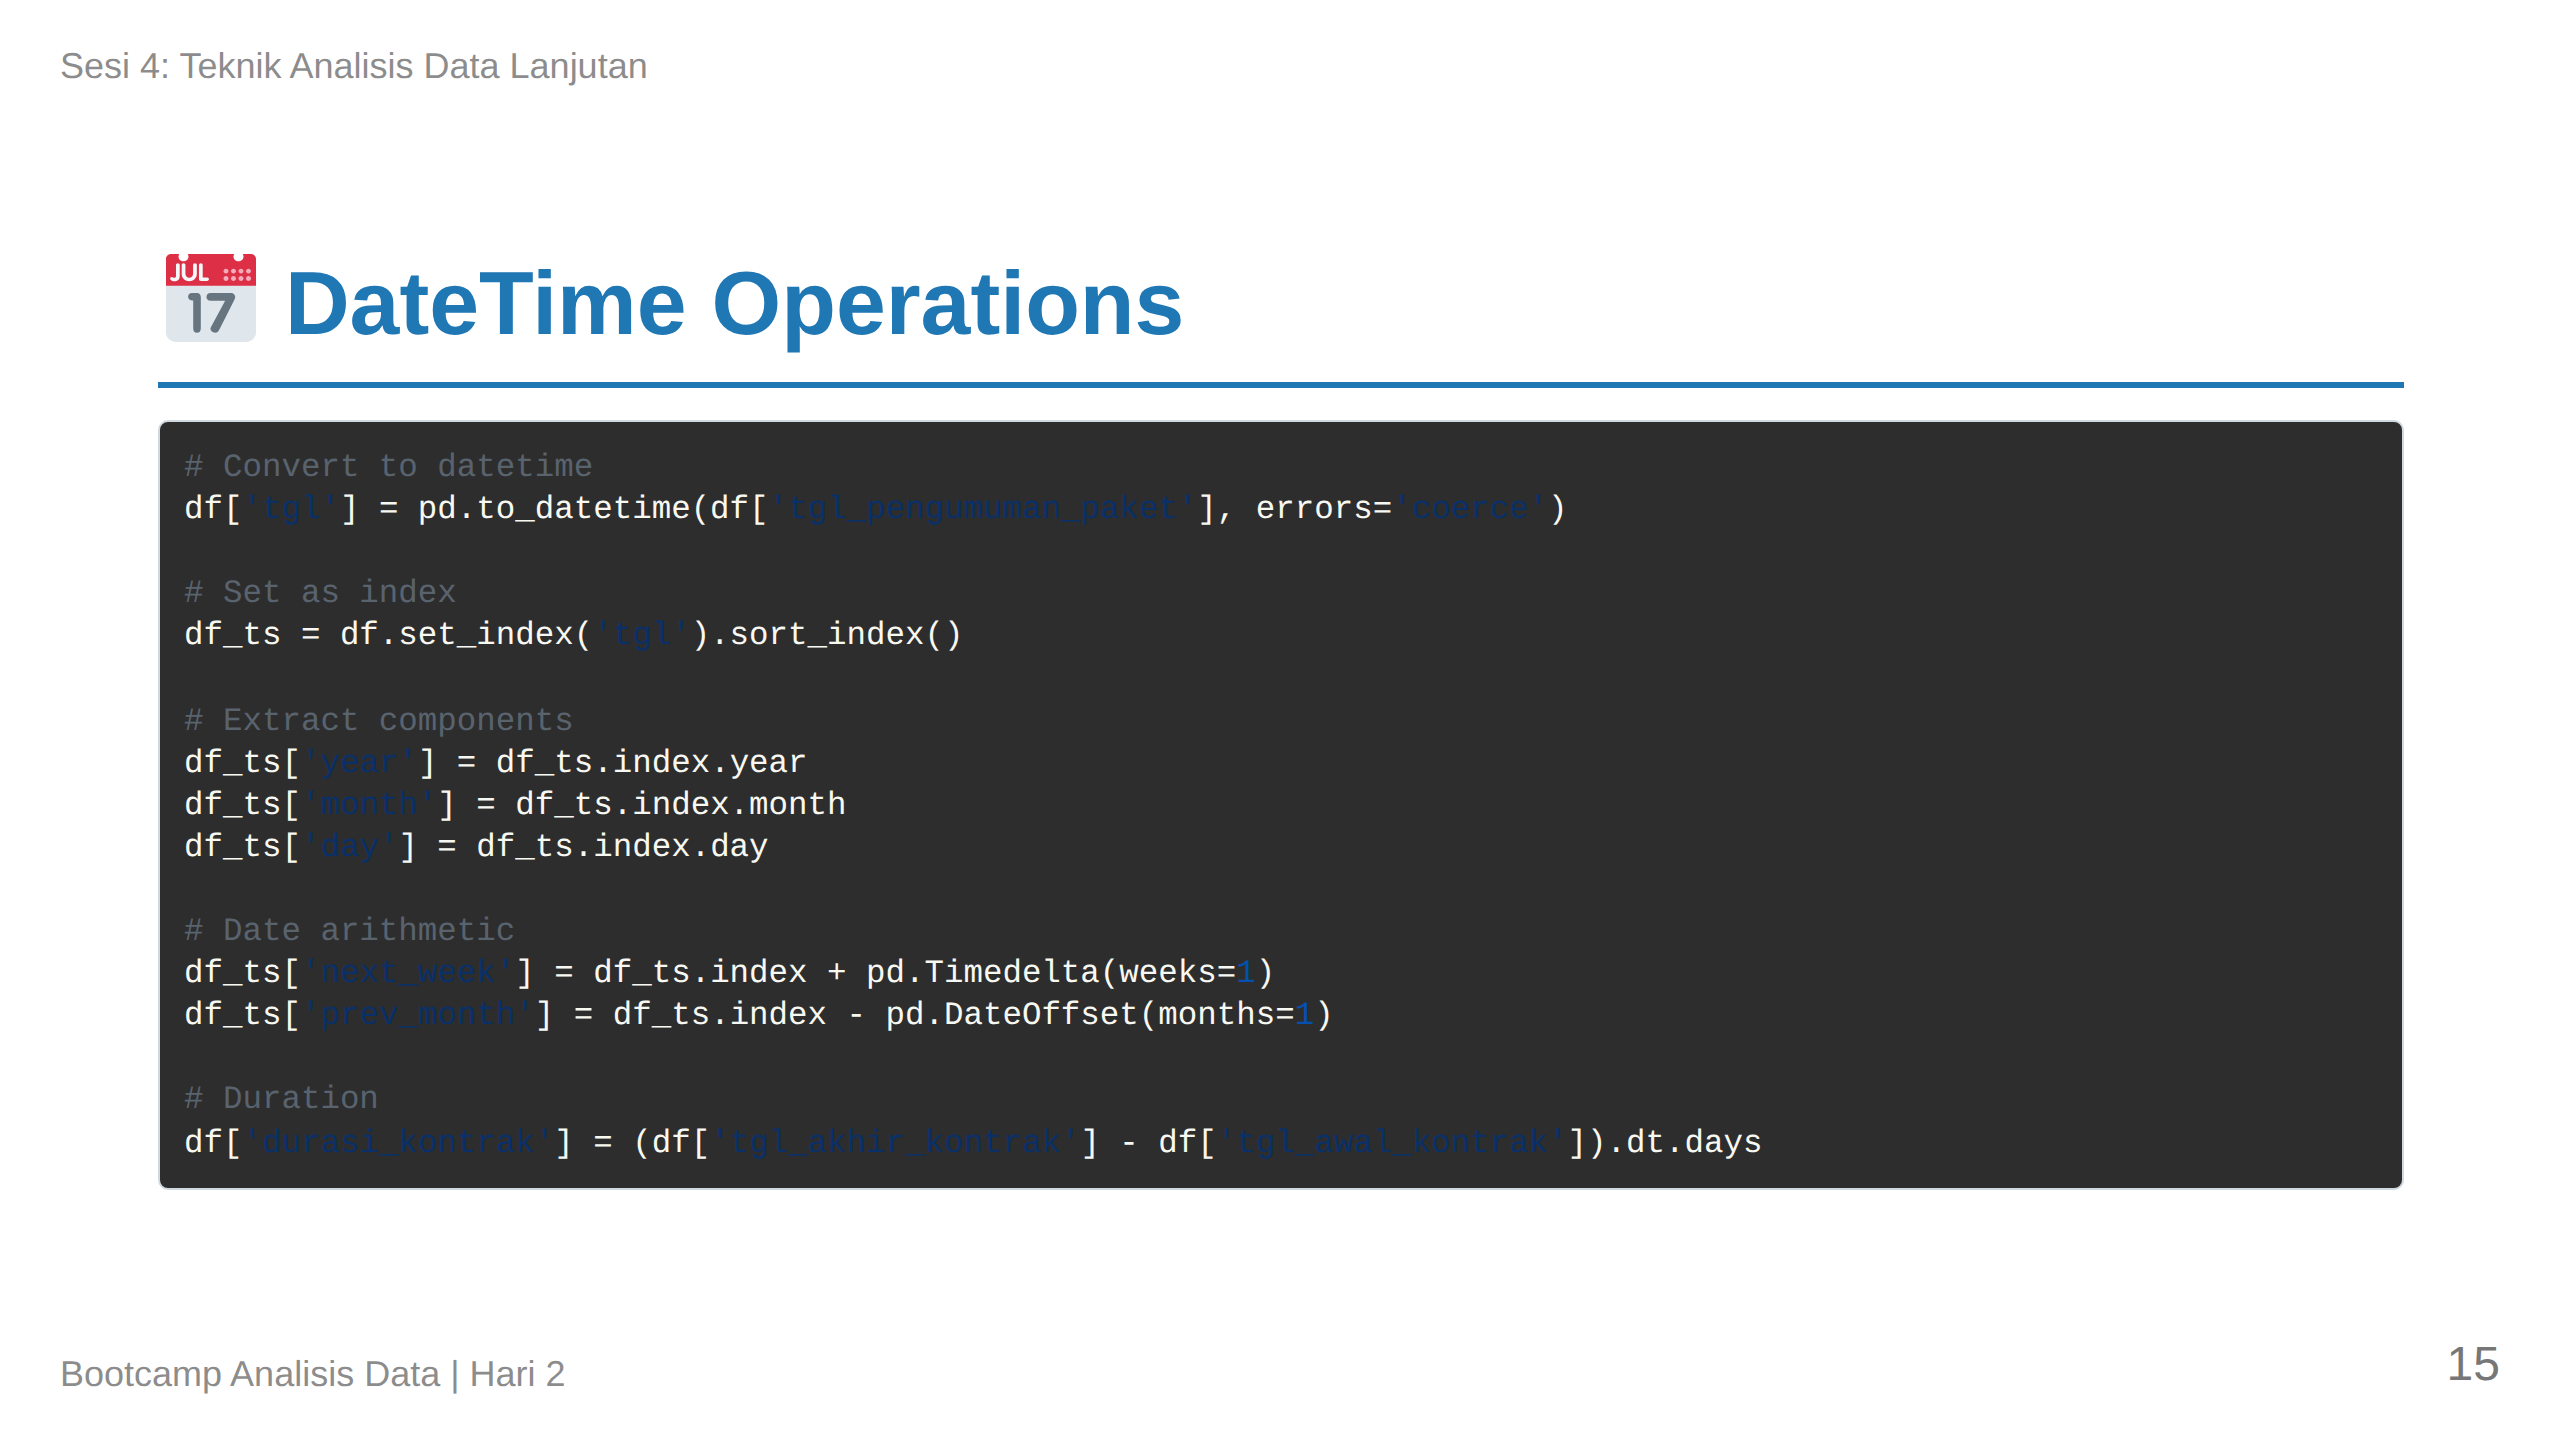 Sesi 4: Teknik Analisis Data Lanjutan
JUL
17
DateTime Operations
# Convert to datetime
df['tgl'] = pd.to_datetime(df['tgl_pengumuman_paket'], errors='coerce')
# Set as index
df_ts = df.set_index('tgl').sort_index()
# Extract components
df_ts['year'] = df_ts.index.year
df_ts['month'] = df_ts.index.month
df_ts['day'] = df_ts.index.day
# Date arithmetic
df_ts['next_week'] = df_ts.index + pd.Timedelta(weeks=1)
df_ts['prev_month'] = df_ts.index - pd.DateOffset(months=1)
# Duration
df['durasi_kontrak'] = (df['tgl_akhir_kontrak'] - df['tgl_awal_kontrak']).dt.days
Bootcamp Analisis Data | Hari 2
15